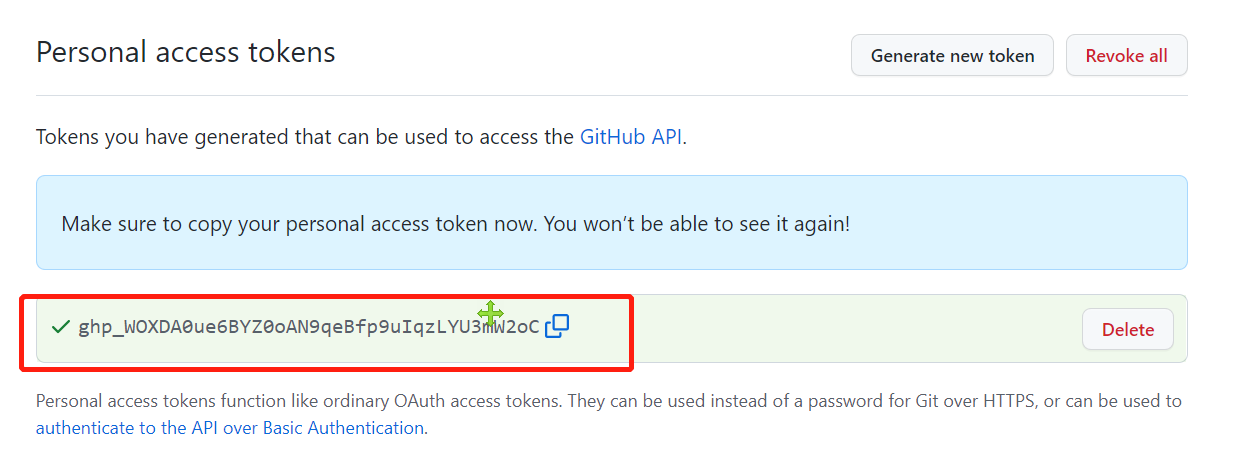 Personal access tokens
Generate new token
Revoke all
Tokens you have generated that can be used to access the GitHub API.
Make sure to copy your personal access token now. You won’t be able to see it again!
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
Delete
Personal access tokens function like ordinary OAuth access tokens. They can be used instead of a password for Git over HTTPS, or can be used to
authenticate to the API over Basic Authentication.